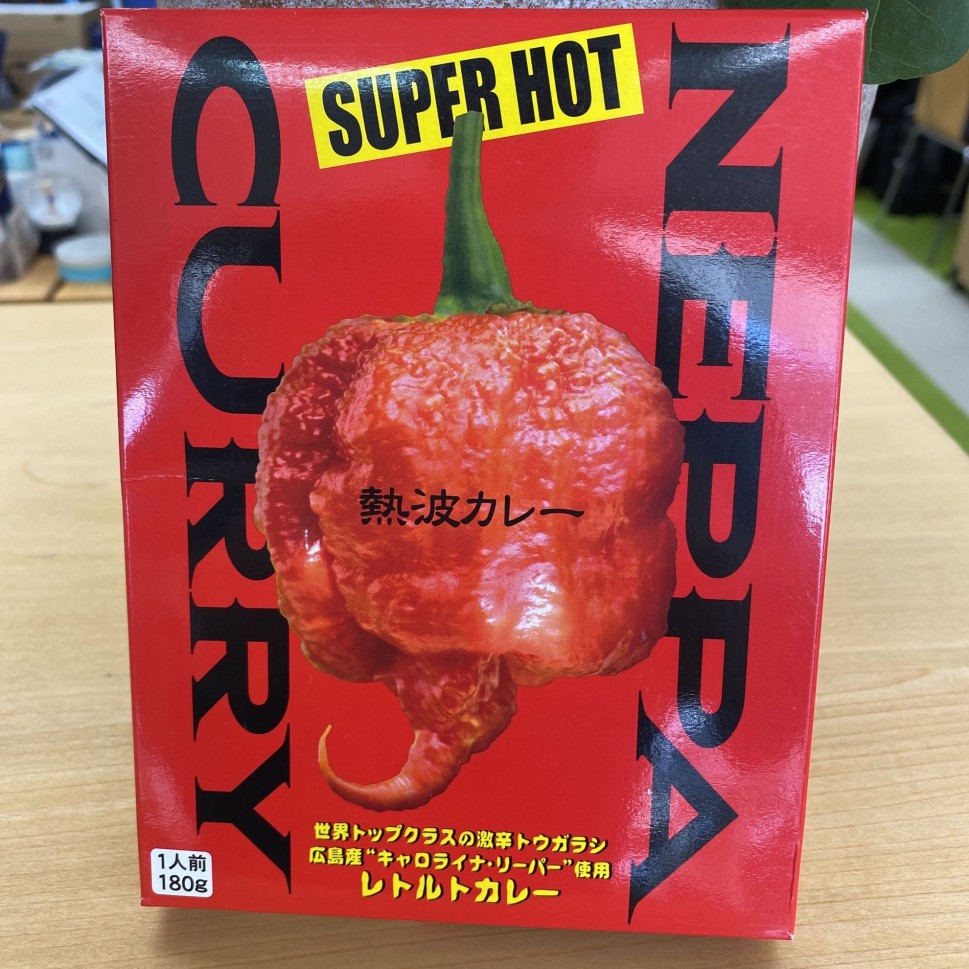 SUPER HOT
NEPPA
CURRY
熱波カレー
世界トップクラスの激辛トウガラシ
広島産“キャロライナ・リーパー”使用
レトルトカレー
1人前
180g